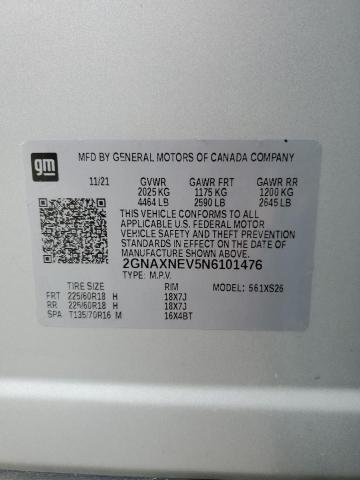 gm
MFD BY GENERAL MOTORS OF CANADA COMPANY
11/21 GVWR GAWR FRT GAWR RR
2025 KG 1175 KG 1200 KG
4464 LB 2590 LB 2645 LB
THIS VEHICLE CONFORMS TO ALL
APPLICABLE U.S. FEDERAL MOTOR
VEHICLE SAFETY AND THEFT PREVENTION
STANDARDS IN EFFECT ON THE DATE OF
MANUFACTURE SHOWN ABOVE.
2GNAXNEV5N6101476
TYPE: M.P.V. MODEL: 561XS26
TIRE SIZE RIM
FRT 225/60R18 H 18X7J
RR 225/60R18 H 18X7J
SPA T135/70R16 M 16X4BT